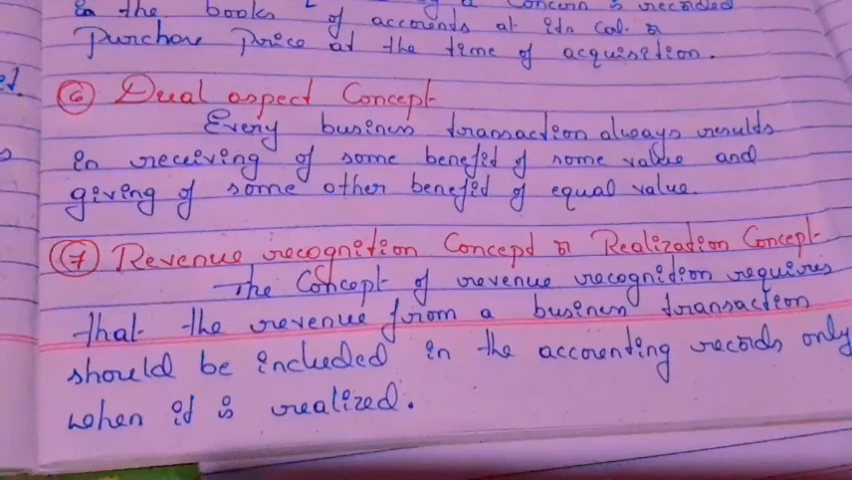 in the books of accounts at its Cost or
Purchase Price at the time of acquisition.
⑥ Dual aspect Concept
Every business transaction always results
in receiving of some benefit of some value and
giving of some other benefit of equal value.
⑦ Revenue recognition Concept or Realization Concept
The Concept of revenue recognition requires
that the revenue from a business transaction
should be included in the accounting records only
when it is realized.